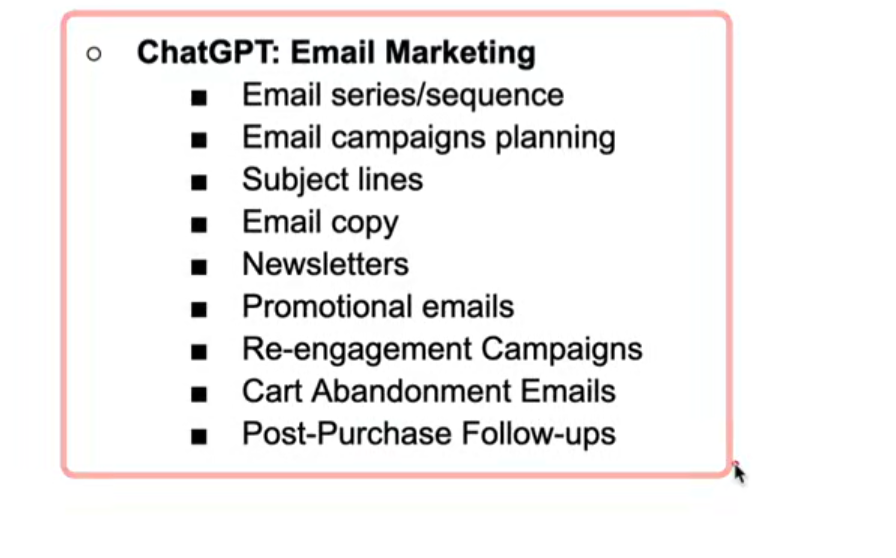 ChatGPT: Email Marketing
Email series/sequence
Email campaigns planning
Subject lines
Email copy
Newsletters
Promotional emails
Re-engagement Campaigns
Cart Abandonment Emails
Post-Purchase Follow-ups